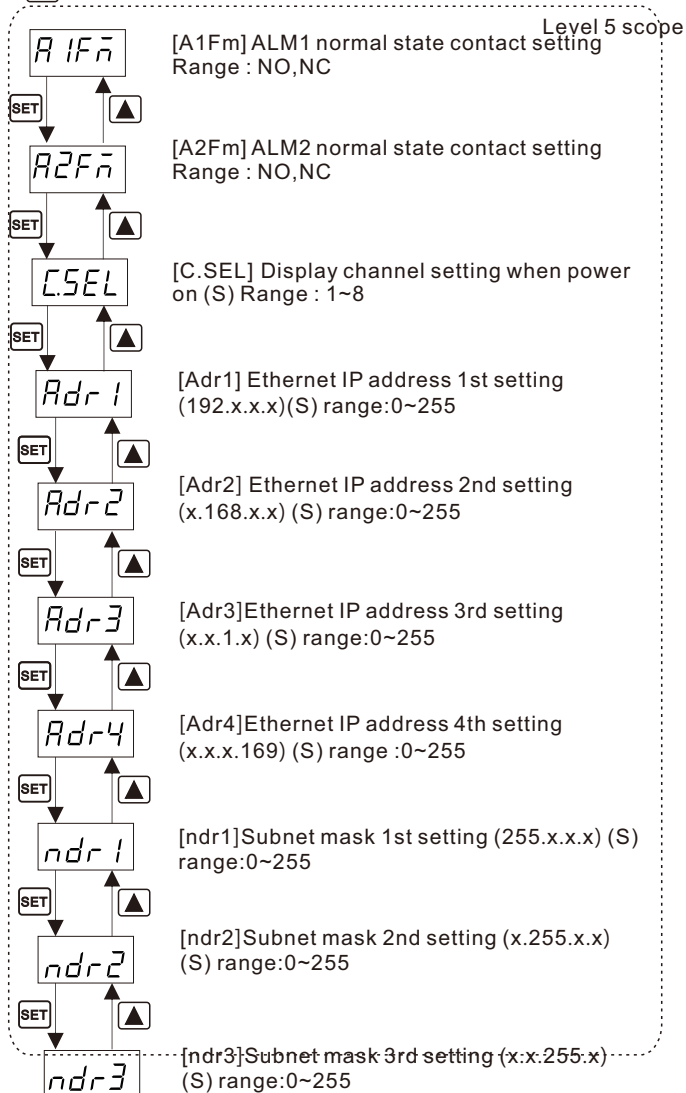 Level 5 scope
A1Fm
[A1Fm] ALM1 normal state contact setting
Range : NO,NC
SET
A2Fm
[A2Fm] ALM2 normal state contact setting
Range : NO,NC
SET
C.SEL
[C.SEL] Display channel setting when power
on (S) Range : 1~8
SET
Adr1
[Adr1] Ethernet IP address 1st setting
(192.x.x.x)(S) range:0~255
SET
Adr2
[Adr2] Ethernet IP address 2nd setting
(x.168.x.x) (S) range:0~255
SET
Adr3
[Adr3]Ethernet IP address 3rd setting
(x.x.1.x) (S) range:0~255
SET
Adr4
[Adr4]Ethernet IP address 4th setting
(x.x.x.169) (S) range :0~255
SET
ndr1
[ndr1]Subnet mask 1st setting (255.x.x.x) (S)
range:0~255
SET
ndr2
[ndr2]Subnet mask 2nd setting (x.255.x.x)
(S) range:0~255
SET
ndr3
[ndr3]Subnet mask 3rd setting (x.x.255.x)
(S) range:0~255